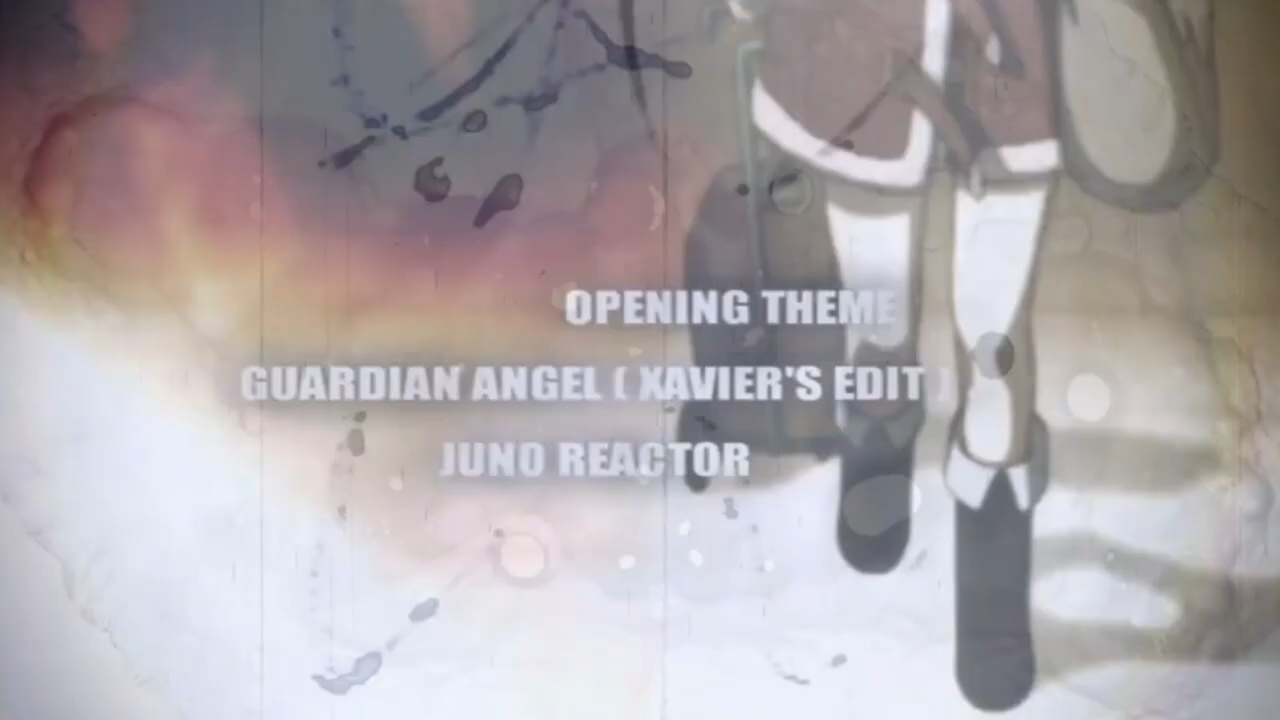 OPENING THEME
GUARDIAN ANGEL ( XAVIER'S EDIT )
JUNO REACTOR